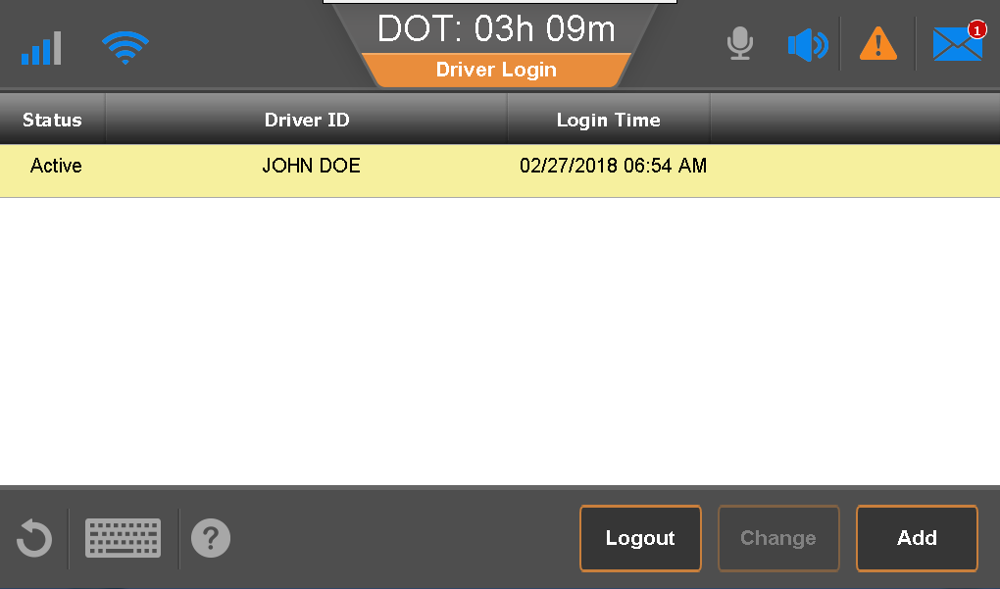 DOT: 03h 09m
1
Driver Login
Status Driver ID Login Time
Active JOHN DOE 02/27/2018 06:54 AM
? Logout Change Add